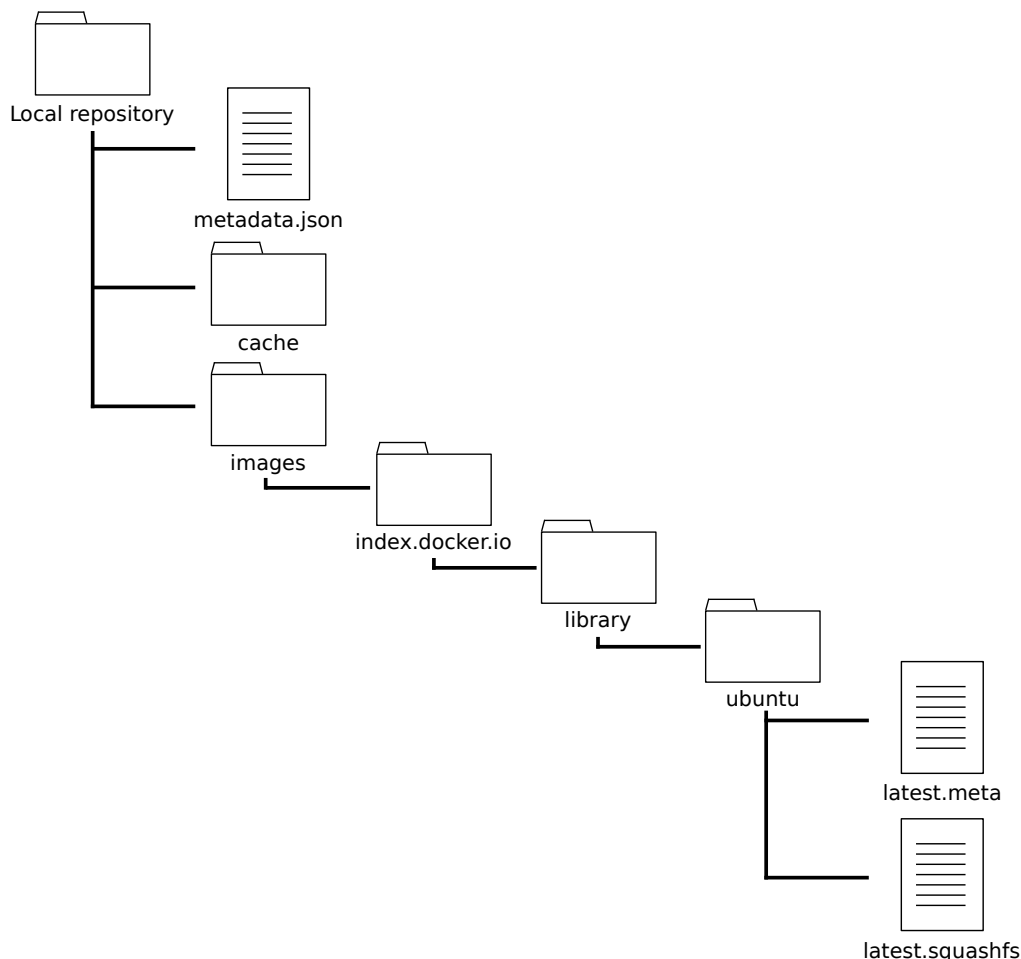 Local repository
metadata.json
cache
images
index.docker.io
library
ubuntu
latest.meta
latest.squashfs